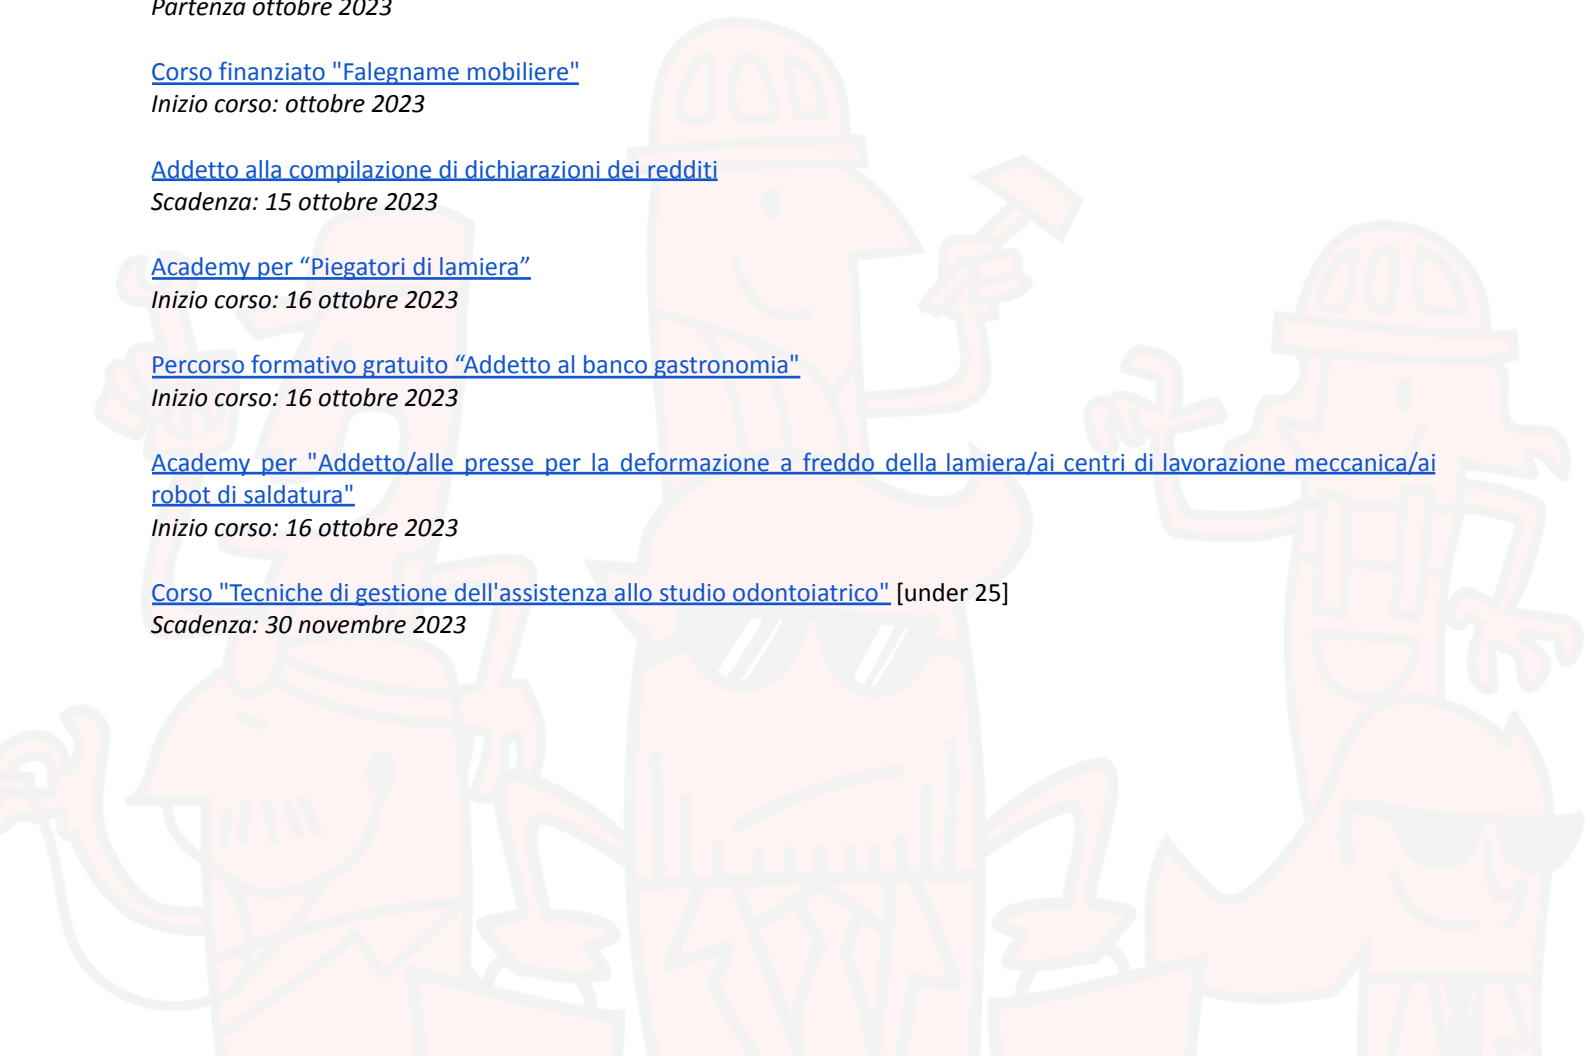 Partenza ottobre 2023
Corso finanziato "Falegname mobiliere"
Inizio corso: ottobre 2023
Addetto alla compilazione di dichiarazioni dei redditi
Scadenza: 15 ottobre 2023
Academy per “Piegatori di lamiera”
Inizio corso: 16 ottobre 2023
Percorso formativo gratuito “Addetto al banco gastronomia"
Inizio corso: 16 ottobre 2023
Academy per "Addetto/alle presse per la deformazione a freddo della lamiera/ai centri di lavorazione meccanica/ai
robot di saldatura"
Inizio corso: 16 ottobre 2023
Corso "Tecniche di gestione dell'assistenza allo studio odontoiatrico" [under 25]
Scadenza: 30 novembre 2023